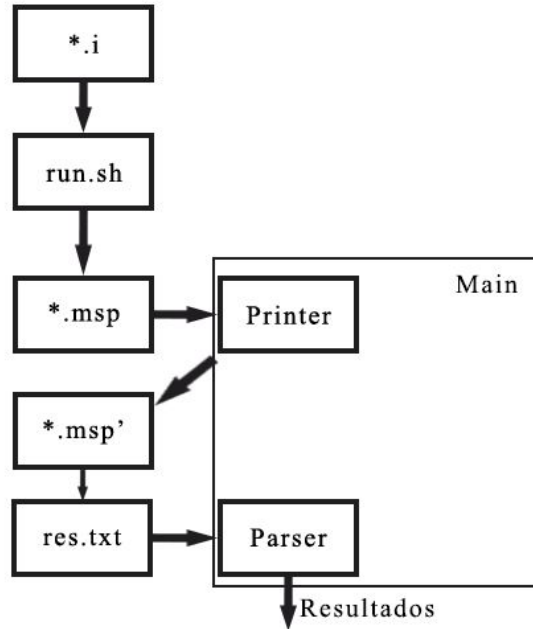 *.i
run.sh
Main
*.msp
Printer
*.msp’
res.txt
Parser
Resultados